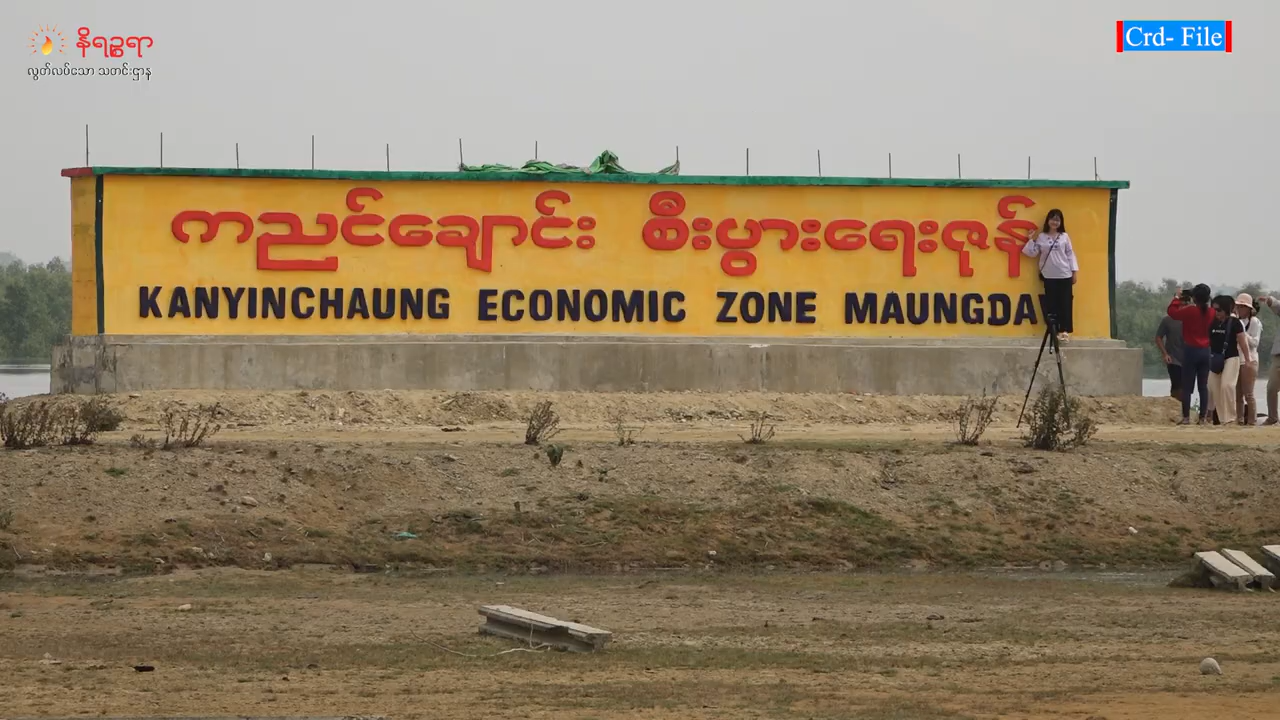 နိရဉ္စရာ
လွတ်လပ်သော သတင်းဌာန
Crd- File
ကညင်ချောင်း စီးပွားရေးဇုန်
KANYINCHAUNG ECONOMIC ZONE MAUNGDAW